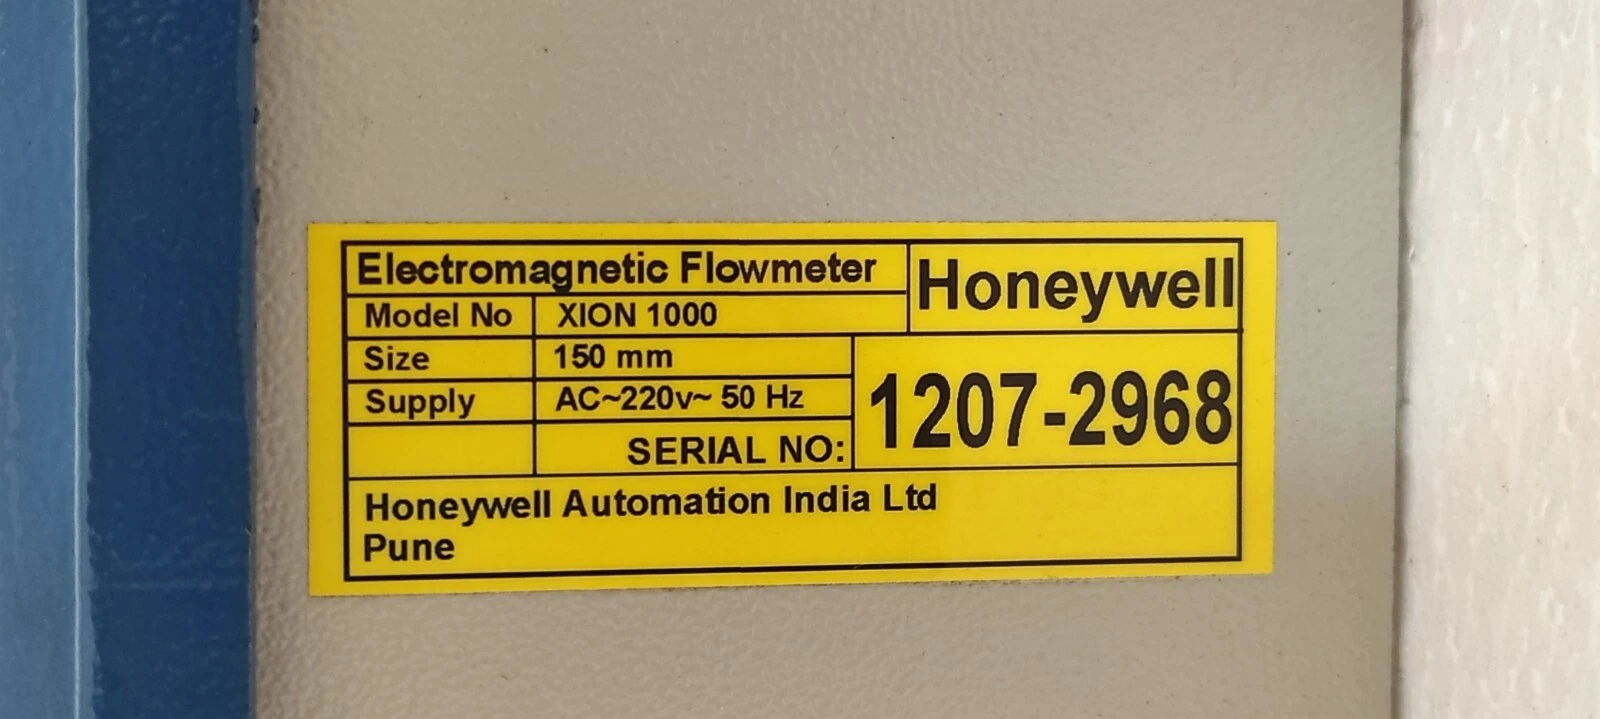 Electromagnetic Flowmeter
Honeywell
Model No XION 1000
Size 150 mm
Supply AC~220v~ 50 Hz
SERIAL NO: 1207-2968
Honeywell Automation India Ltd
Pune